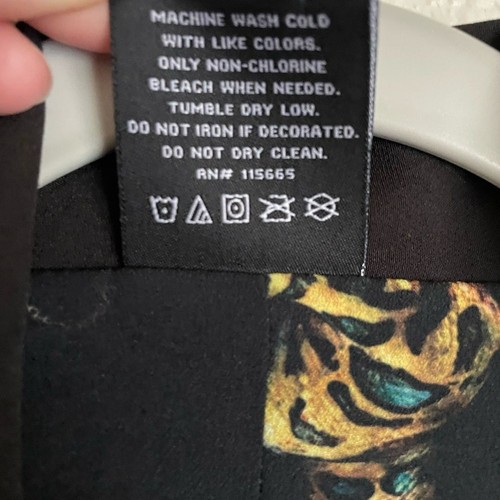 MACHINE WASH COLD
WITH LIKE COLORS.
ONLY NON-CHLORINE
BLEACH WHEN NEEDED.
TUMBLE DRY LOW.
DO NOT IRON IF DECORATED.
DO NOT DRY CLEAN.
RN# 115665